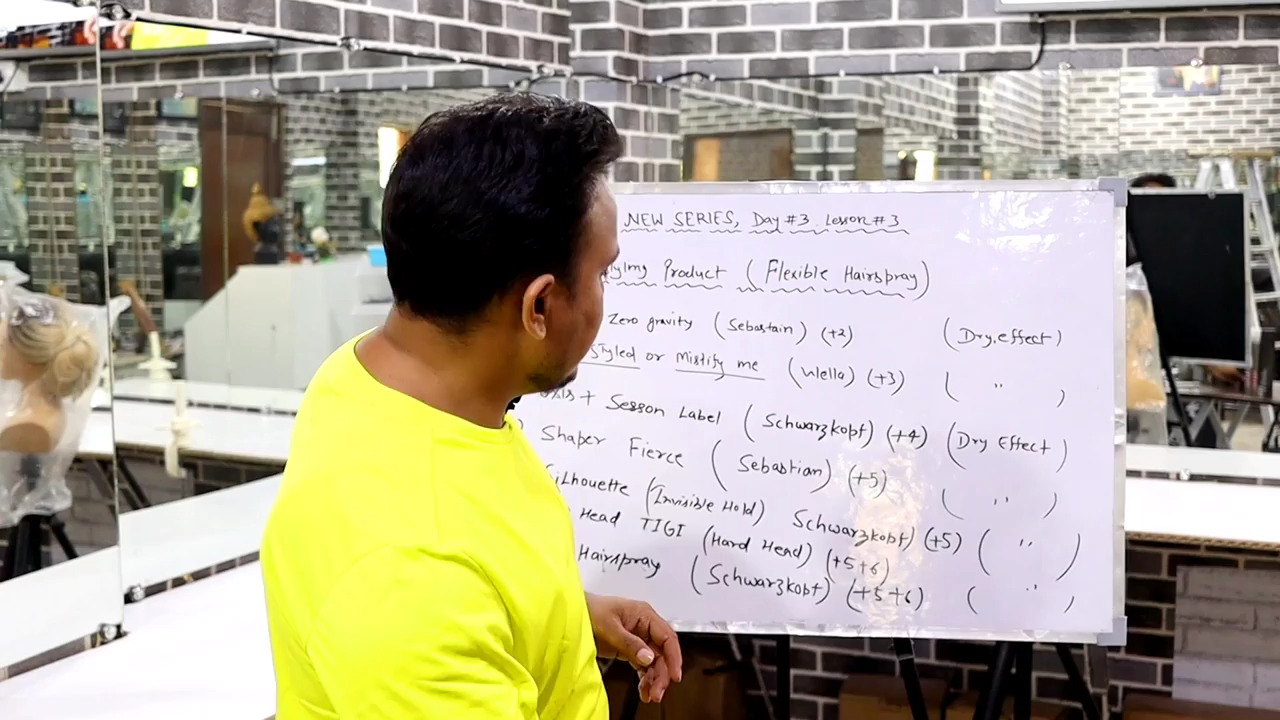 NEW SERIES, Day #3, Lesson #3
Product (Flexible Hairspray)
Zero gravity (Sebastain) (+2) (Dry, effect)
Styled or Mistify me (Wella) (+3) ( " )
+ Sesson Label (Schwarzkopf) (+4) (Dry Effect)
Shaper Fierce (Sebastian) (+5) ( " )
Silhouette (Invisible Hold) Schwarzkopf) (+5) ( " )
Head TIGI (Hard Head) (+5+6)
Hairspray (Schwarzkopf) (+5+6) ( " )